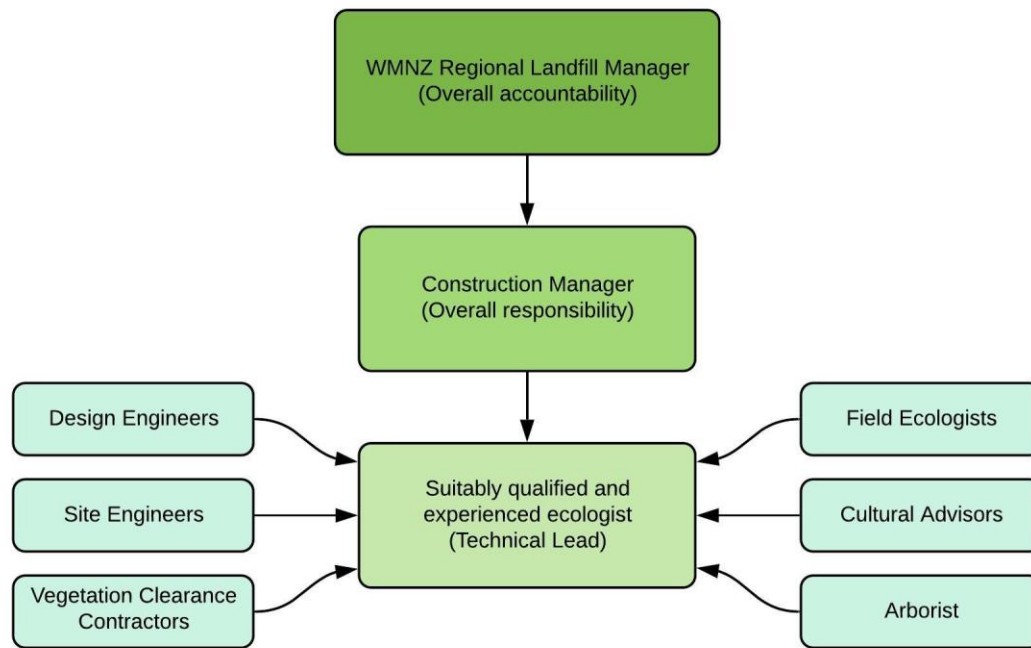 WMNZ Regional Landfill Manager
(Overall accountability)
Construction Manager
(Overall responsibility)
Design Engineers
Site Engineers
Vegetation Clearance
Contractors
Suitably qualified and
experienced ecologist
(Technical Lead)
Field Ecologists
Cultural Advisors
Arborist